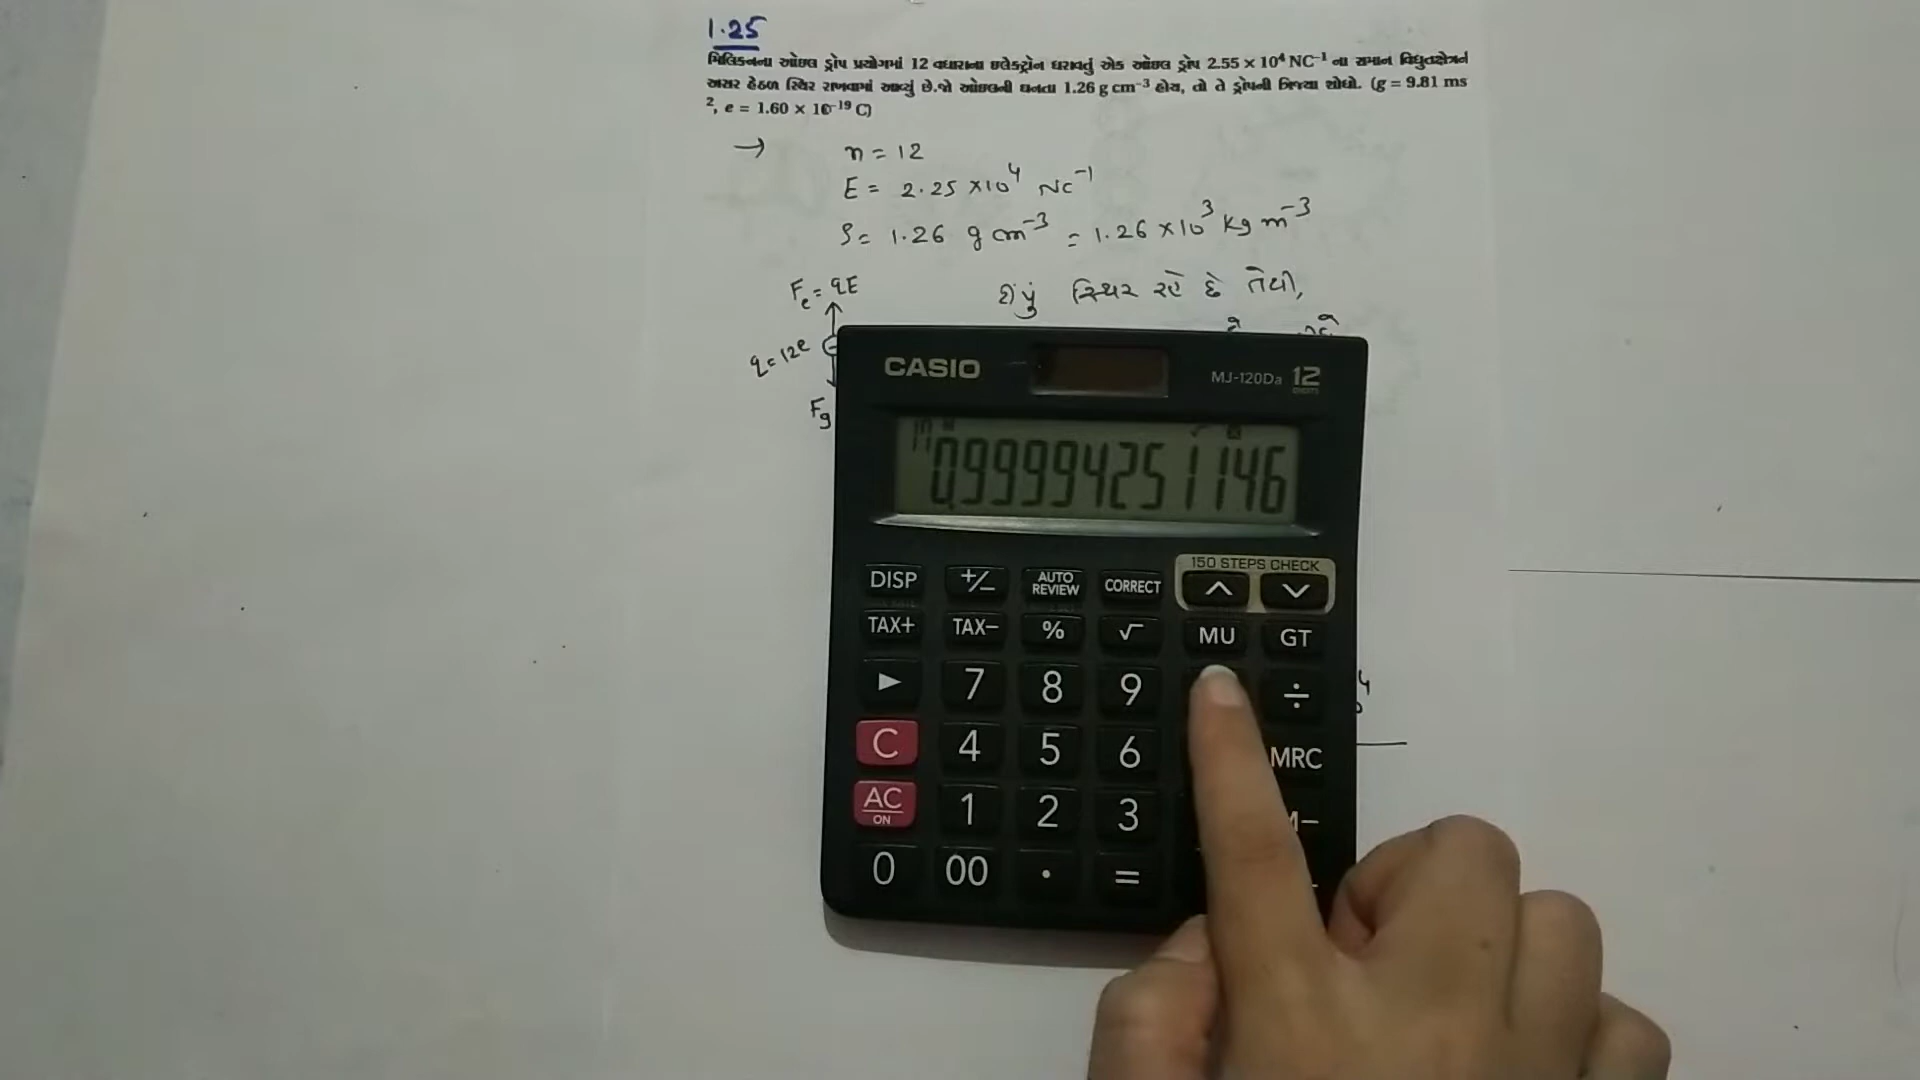 1.25
મિલિકનના ઑઇલ ડ્રોપ પ્રયોગમાં 12 વધારાના ઇલેક્ટ્રૉન ધરાવતું એક ઑઇલ ડ્રોપ 2.55 × 10⁴ NC⁻¹ ના સમાન વિદ્યુતક્ષેત્રની
અસર હેઠળ સ્થિર રાખવામાં આવ્યું છે.જો ઑઇલની ઘનતા 1.26 g cm⁻³ હોય, તો તે ડ્રોપની ત્રિજ્યા શોધો. (g = 9.81 ms
², e = 1.60 × 10⁻¹⁹ C)
→ n = 12
E = 2.25 ×10⁴ NC⁻¹
ρ = 1.26 g cm⁻³ = 1.26 ×10³ Kg m⁻³
Fe = qE
ટીપું સ્થિર રહે છે તેથી,
q = 12e
Fg
CASIO
MJ-120Da 12
0.99994251146
150 STEPS CHECK
DISP +/− AUTO REVIEW CORRECT ∧ ∨
TAX+ TAX− % √ MU GT
▶ 7 8 9 ÷
C 4 5 6 MRC
AC ON 1 2 3 M−
0 00 . =